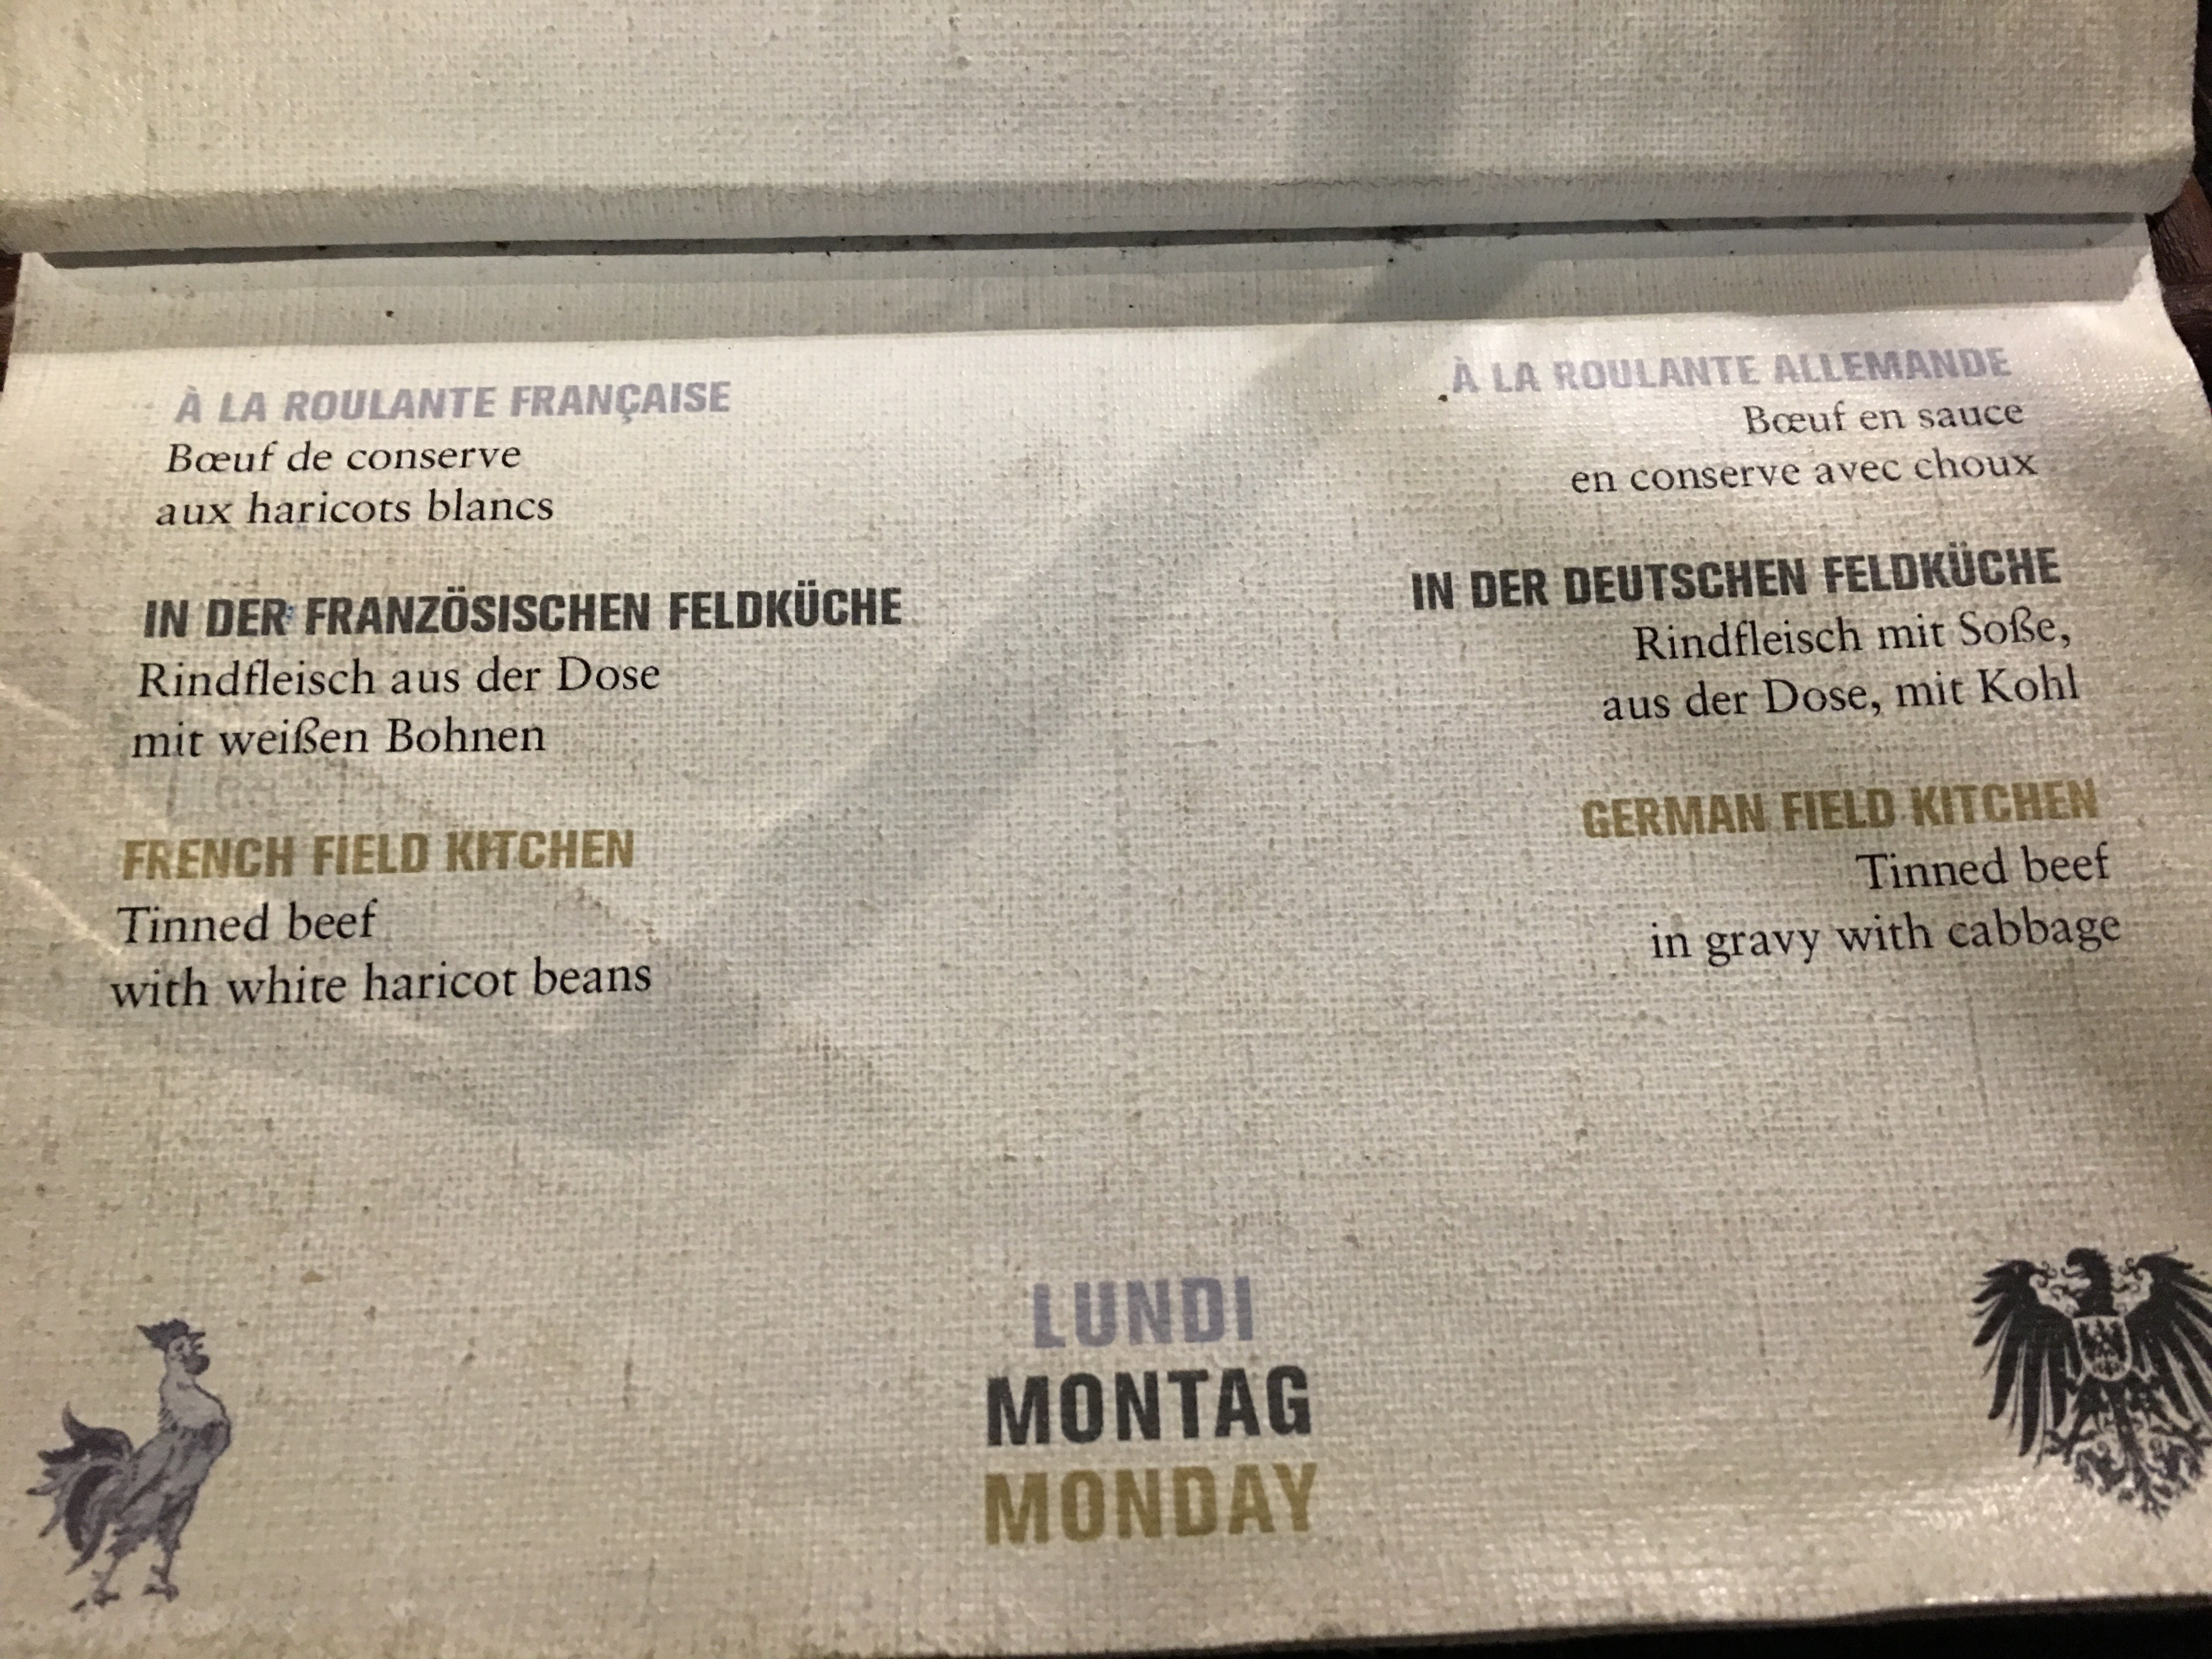 À LA ROULANTE FRANÇAISE
Bœuf de conserve
aux haricots blancs
IN DER FRANZÖSISCHEN FELDKÜCHE
Rindfleisch aus der Dose
mit weißen Bohnen
FRENCH FIELD KITCHEN
Tinned beef
with white haricot beans
À LA ROULANTE ALLEMANDE
Bœuf en sauce
en conserve avec choux
IN DER DEUTSCHEN FELDKÜCHE
Rindfleisch mit Soße,
aus der Dose, mit Kohl
GERMAN FIELD KITCHEN
Tinned beef
in gravy with cabbage
LUNDI
MONTAG
MONDAY